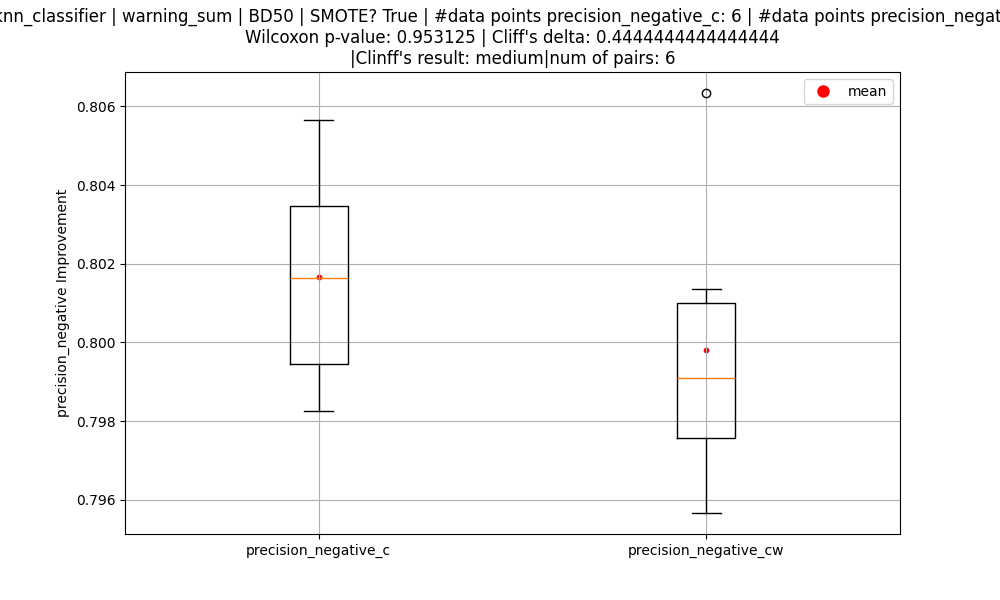 knn_classifier | warning_sum | BD50 | SMOTE? True | #data points precision_negative_c: 6 | #data points
Wilcoxon p-value: 0.953125 | Cliff's delta: 0.4444444444444444
|Clinff's result: medium|num of pairs: 6
mean
0.806
0.804
0.802
0.800
0.798
0.796
precision_negative Improvement
precision_negative_c
precision_negative_cw